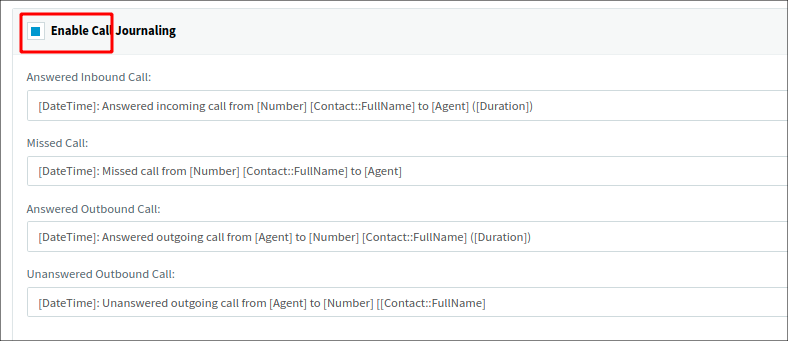 Enable Call Journaling
Answered Inbound Call:
[DateTime]: Answered incoming call from [Number] [Contact::FullName] to [Agent] ([Duration])
Missed Call:
[DateTime]: Missed call from [Number] [Contact::FullName] to [Agent]
Answered Outbound Call:
[DateTime]: Answered outgoing call from [Agent] to [Number] [Contact::FullName] ([Duration])
Unanswered Outbound Call:
[DateTime]: Unanswered outgoing call from [Agent] to [Number] [[Contact::FullName]